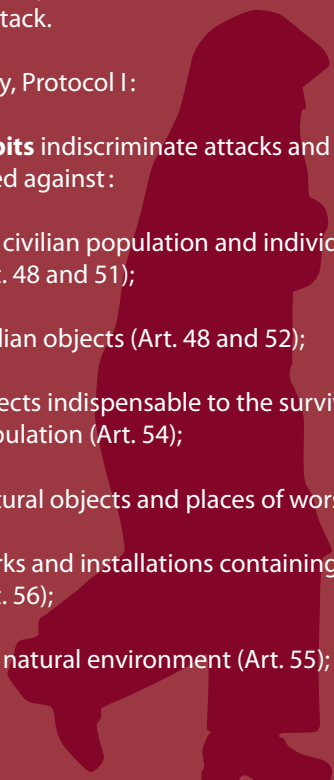 tack.
y, Protocol I:
bits indiscriminate attacks and
ed against:
civilian population and individ
t. 48 and 51);
lian objects (Art. 48 and 52);
ects indispensable to the surviv
pulation (Art. 54);
tural objects and places of wors
rks and installations containing
t. 56);
natural environment (Art. 55);